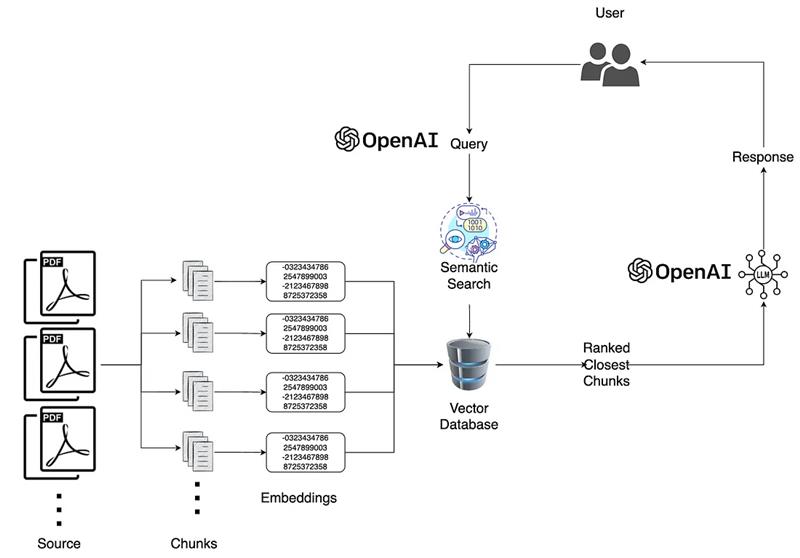 User
OpenAI
Query
Response
Semantic
Search
OpenAI
LLM
PDF
PDF
PDF
-0323434786
2547899003
-2123467898
8725372358
-0323434786
2547899003
-2123467898
8725372358
-0323434786
2547899003
-2123467898
8725372358
-0323434786
2547899003
-2123467898
8725372358
1001
1010
Ranked
Closest
Chunks
Vector
Database
Embeddings
Source
Chunks